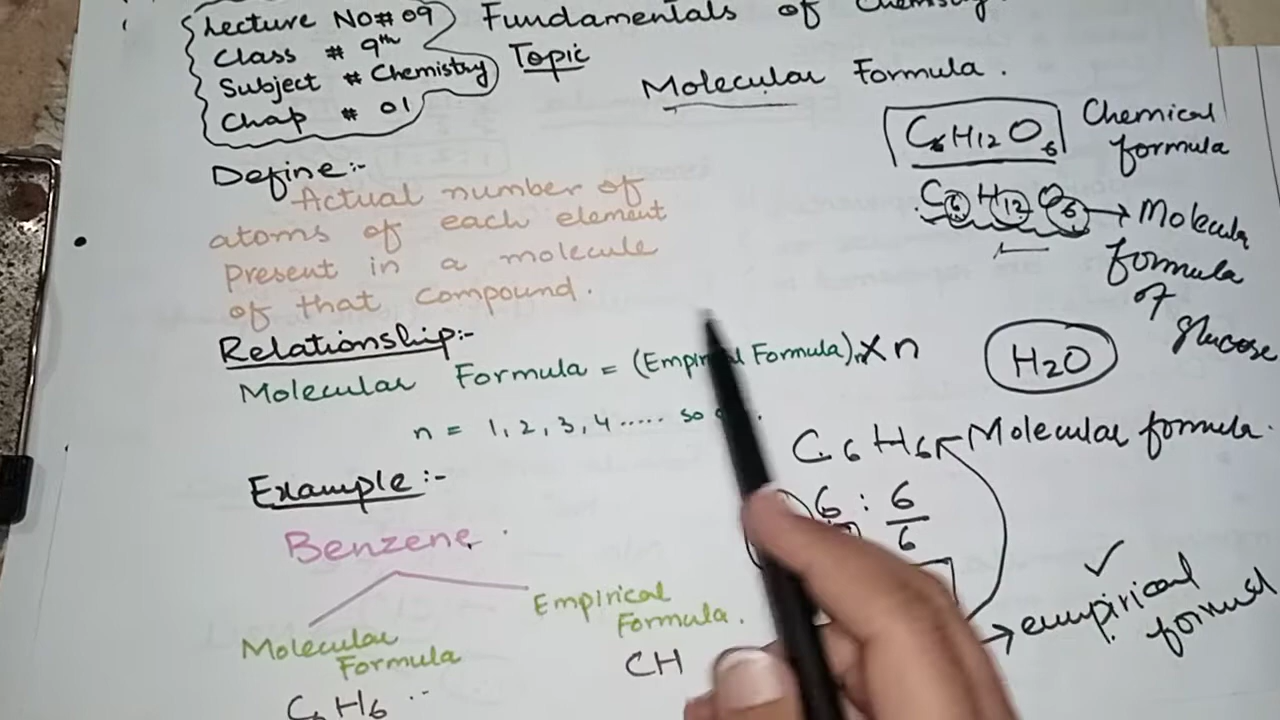 Lecture No# 09
Class # 9th
Subject # Chemistry
Chap # 01
Fundamentals of Chemistry.
Topic
Molecular Formula.
Define:-
Actual number of
atoms of each element
present in a molecule
of that compound.
Relationship:-
Molecular Formula = (Empirical Formula)n × n
n = 1, 2, 3, 4 ..... so
Example:-
Benzene
Molecular
Formula
C6H6
Empirical
Formula.
CH
C6H12O6
Chemical
formula
C6H12O6 → Molecular
formula
of
glucose
H2O
C6H6 Molecular formula.
6 : 6
6
→ empirical
formul